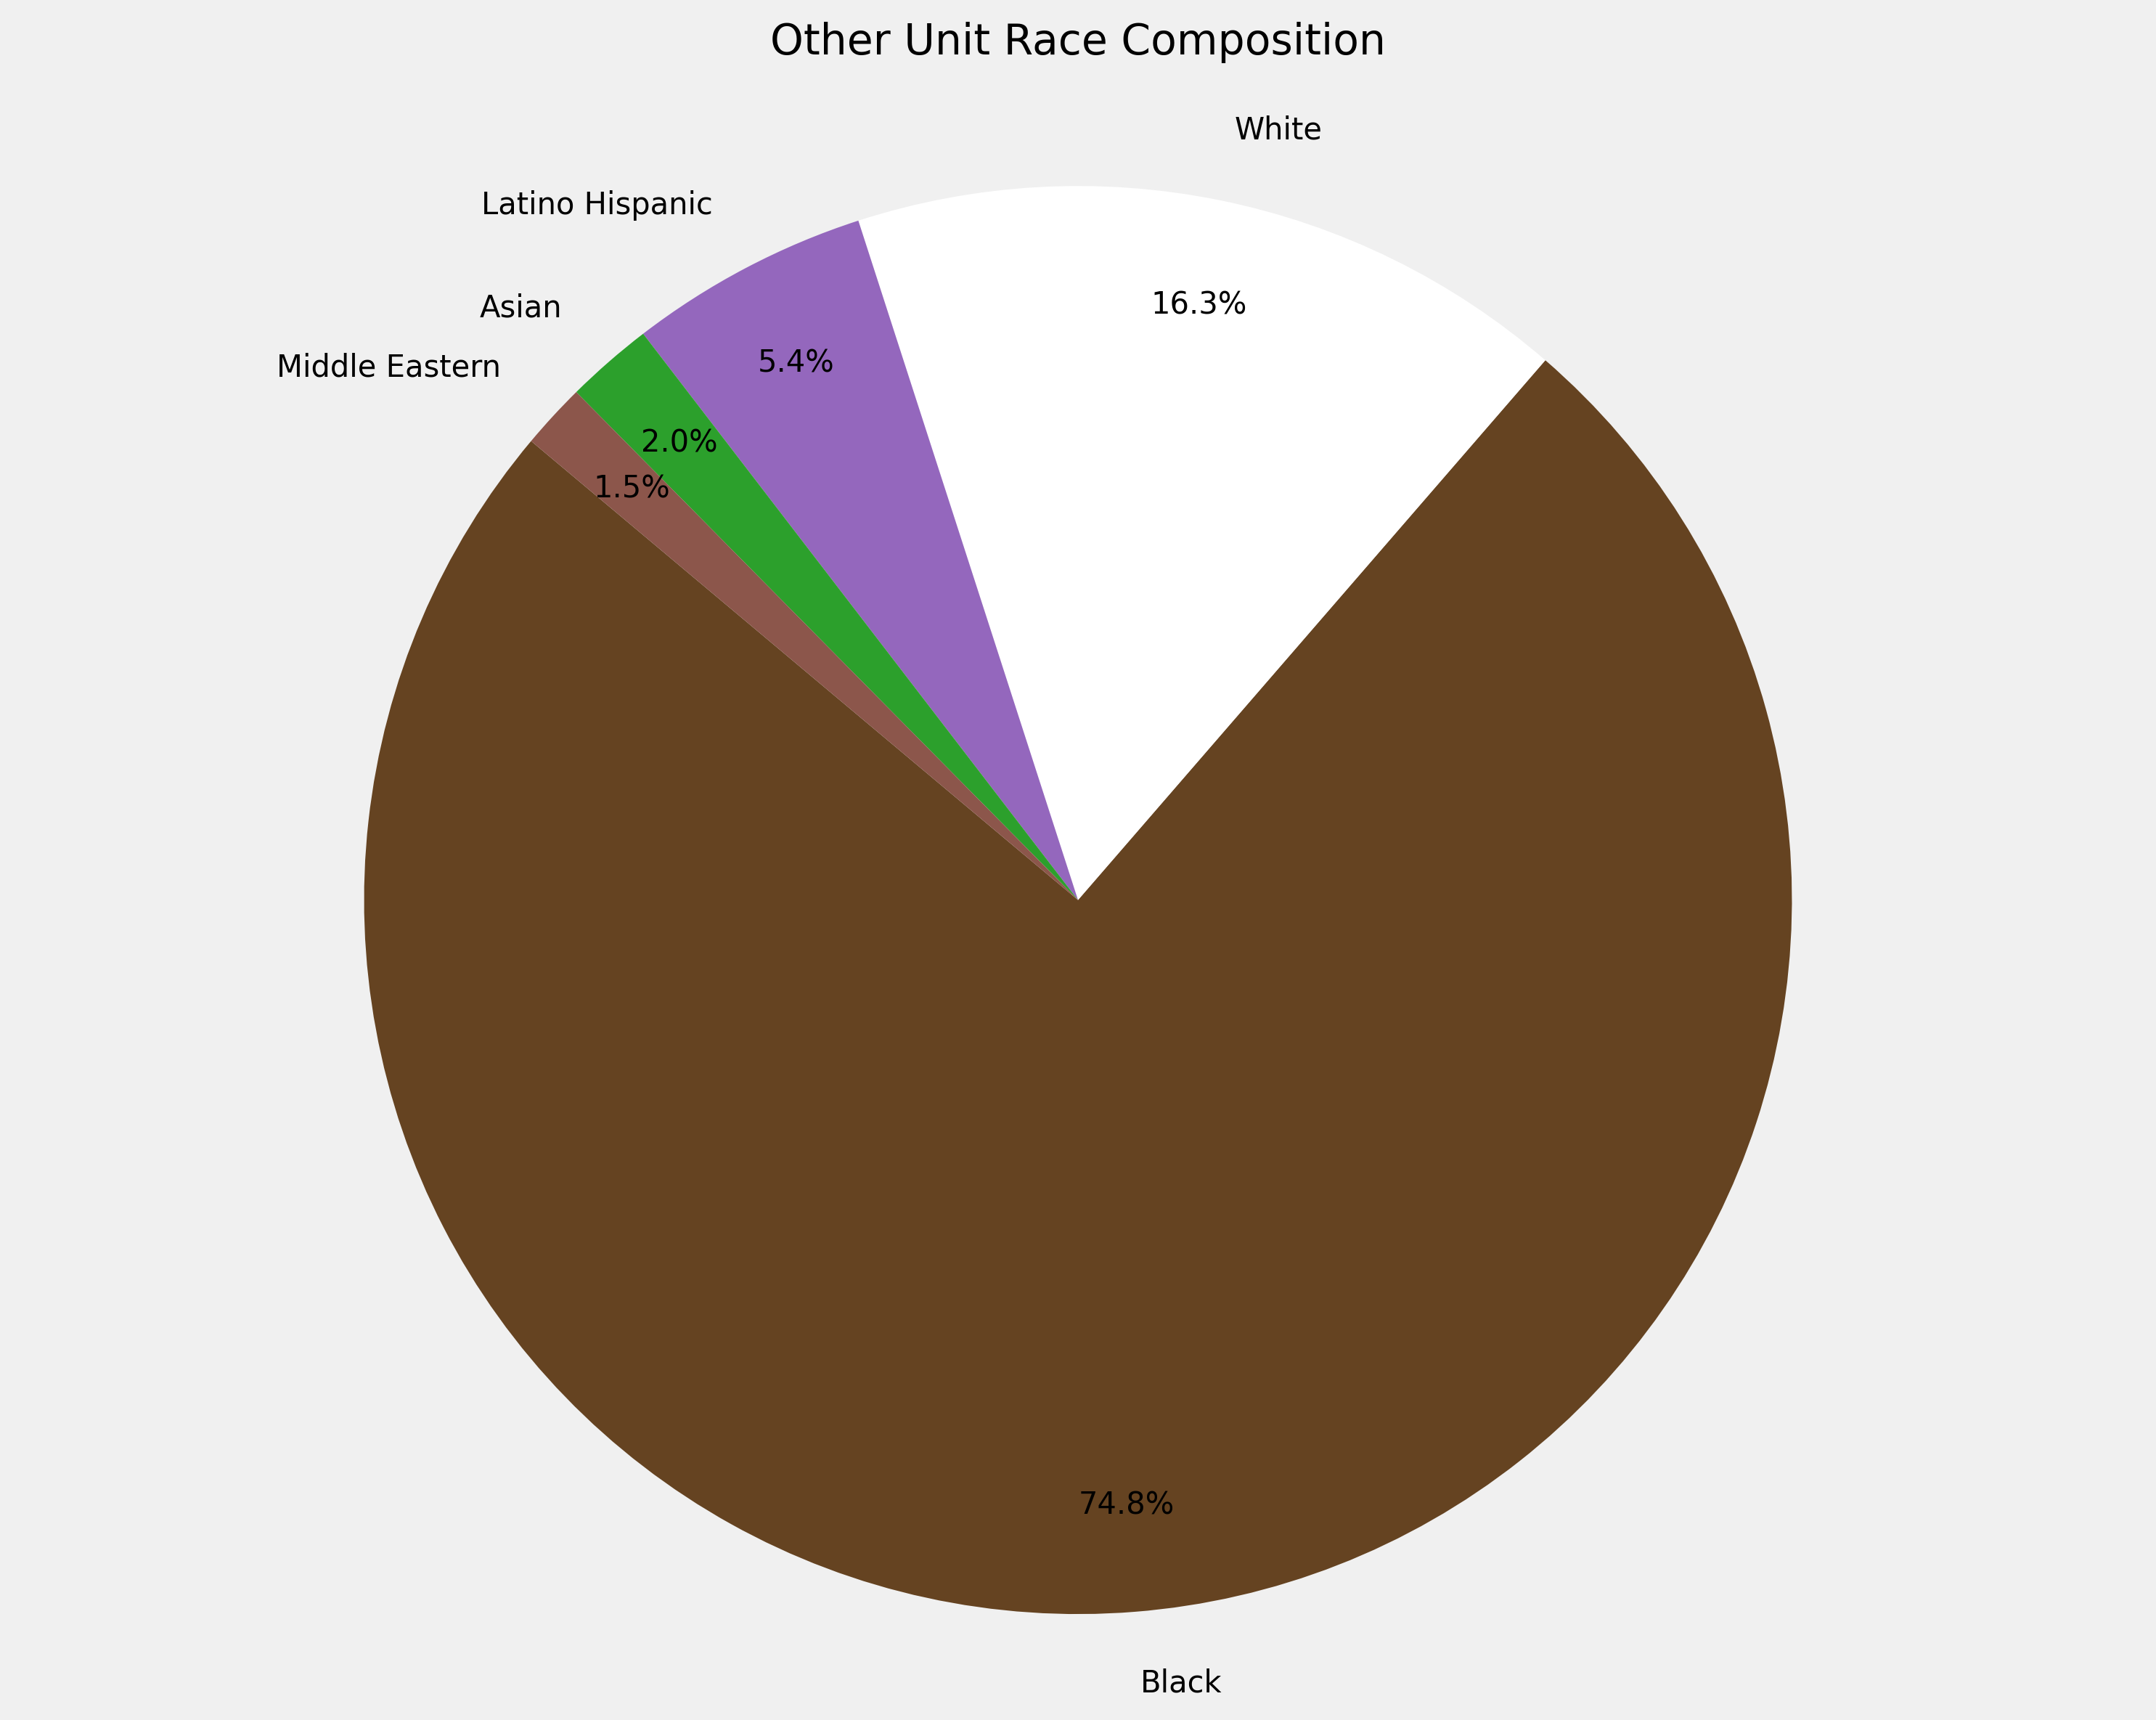 Other Unit Race Composition
White
Latino Hispanic
Asian
Middle Eastern
16.3%
5.4%
2.0%
1.5%
74.8%
Black